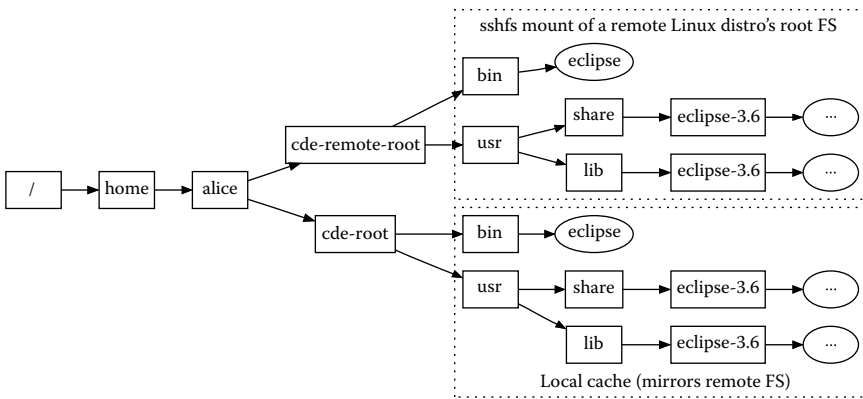 sshfs mount of a remote Linux distro’s root FS
bin eclipse
cde-remote-root usr share eclipse-3.6 ...
lib eclipse-3.6 ...
/ home alice
cde-root bin eclipse
usr share eclipse-3.6 ...
lib eclipse-3.6 ...
Local cache (mirrors remote FS)